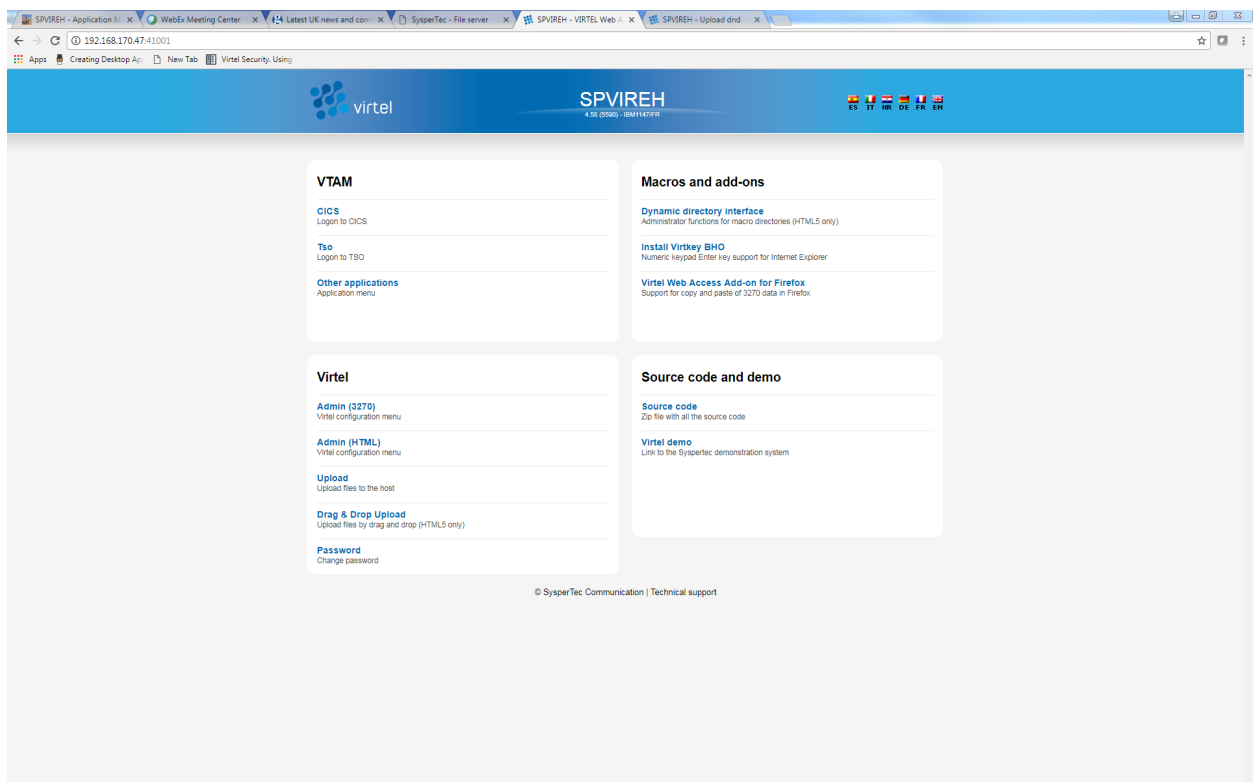 SPVIREH - Application M
WebEx Meeting Center
Latest UK news and com
SysperTec - File server
SPVIREH - VIRTEL Web A
SPVIREH - Upload dnd
192.168.170.47:41001
Apps
Creating Desktop Ap
New Tab
Virtel Security. Using
virtel
SPVIREH
4.58 (5590) - IBM1147/FR
ES IT HR DE FR EN
VTAM
CICS
Logon to CICS
Tso
Logon to TSO
Other applications
Application menu
Macros and add-ons
Dynamic directory interface
Administrator functions for macro directories (HTML5 only)
Install Virtkey BHO
Numeric keypad Enter key support for Internet Explorer
Virtel Web Access Add-on for Firefox
Support for copy and paste of 3270 data in Firefox
Virtel
Admin (3270)
Virtel configuration menu
Admin (HTML)
Virtel configuration menu
Upload
Upload files to the host
Drag & Drop Upload
Upload files by drag and drop (HTML5 only)
Password
Change password
Source code and demo
Source code
Zip file with all the source code
Virtel demo
Link to the Syspertec demonstration system
© SysperTec Communication | Technical support